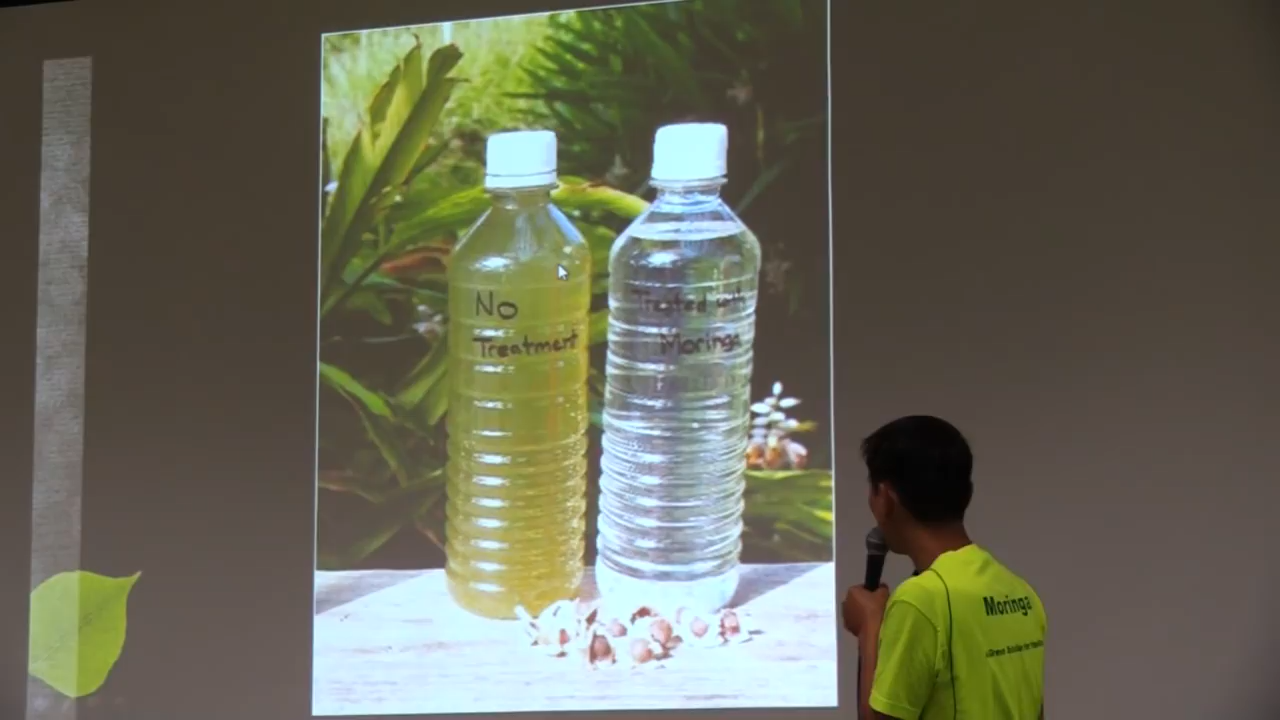 No
Treatment
Treated with
Moringa
Moringa